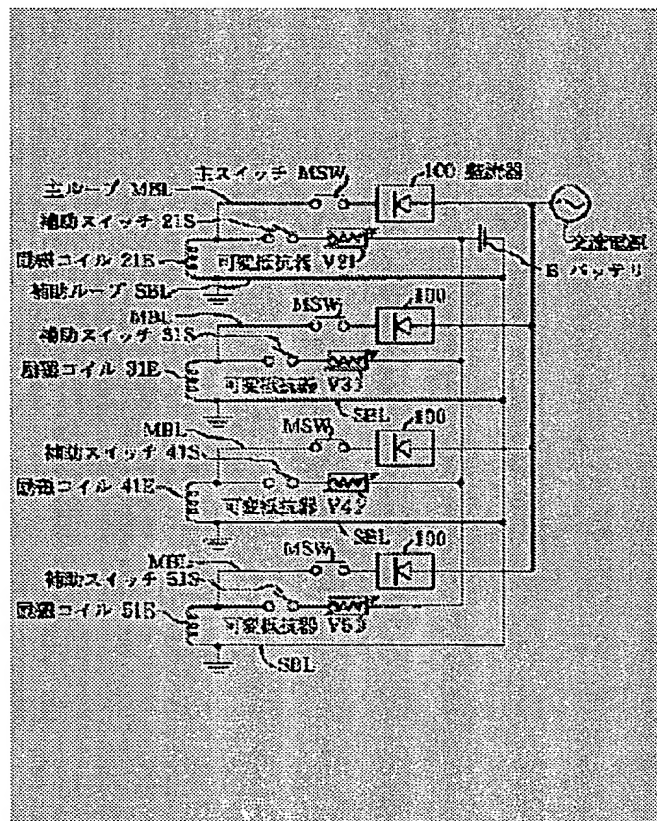 主スイッチ MSW
100 整流器
主ループ MBL
補助スイッチ 21S
交流電源
励磁コイル 21E
可変抵抗器 V21
B バッテリ
補助ループ SBL
MBL
MSW
100
補助スイッチ 31S
励磁コイル 31E
可変抵抗器 V31
SBL
MBL
MSW
100
補助スイッチ 41S
励磁コイル 41E
可変抵抗器
SBL
MBL
MSW
100
補助スイッチ 51S
励磁コイル 51E
可変抵抗器
SBL